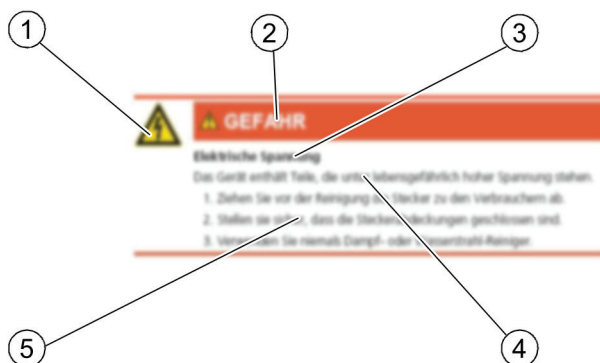 1 2 3
GEFAHR
Elektrische Spannung
Das Gerät enthält Teile, die unter lebensgefährlich hoher Spannung stehen.
1. Ziehen Sie vor der Reinigung die Stecker zu den Verbrauchern ab.
2. Stellen sie sicher, dass die Steckerabdeckungen geschlossen sind.
3. Verwenden Sie niemals Dampf- oder Wasserstrahl-Reiniger.
5 4